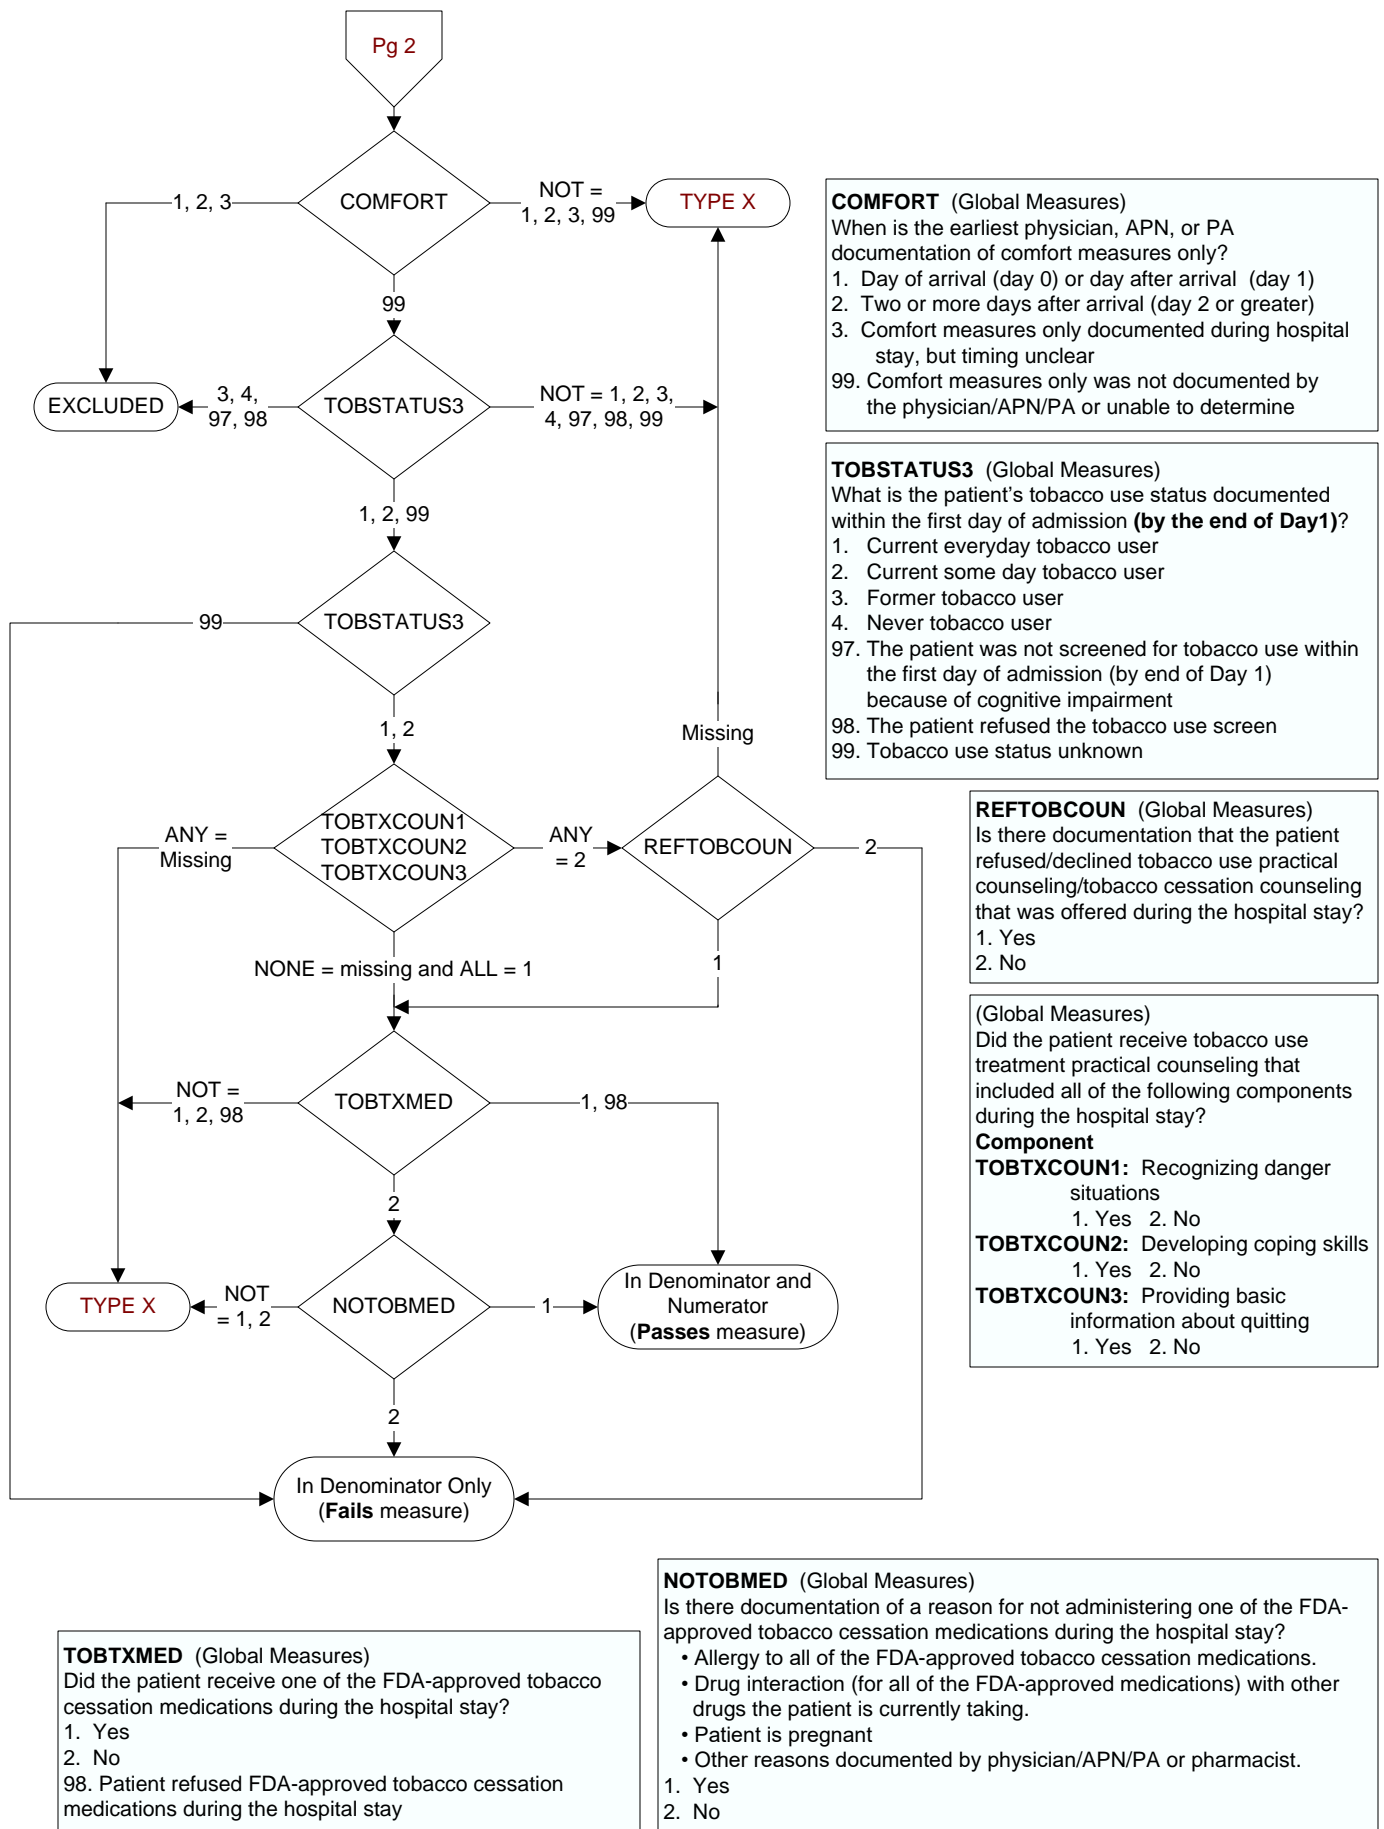 Pg 2
COMFORT
1, 2, 3
NOT =
1, 2, 3, 99
TYPE X
99
EXCLUDED
3, 4,
97, 98
TOBSTATUS3
NOT = 1, 2, 3,
4, 97, 98, 99
1, 2, 99
TOBSTATUS3
99
1, 2
Missing
ANY =
Missing
TOBTXCOUN1
TOBTXCOUN2
TOBTXCOUN3
ANY
= 2
REFTOBCOUN
2
NONE = missing and ALL = 1
1
NOT =
1, 2, 98
TOBTXMED
1, 98
2
TYPE X
NOT
= 1, 2
NOTOBMED
1
In Denominator and
Numerator
(Passes measure)
2
In Denominator Only
(Fails measure)
COMFORT (Global Measures)
When is the earliest physician, APN, or PA
documentation of comfort measures only?
1. Day of arrival (day 0) or day after arrival (day 1)
2. Two or more days after arrival (day 2 or greater)
3. Comfort measures only documented during hospital
stay, but timing unclear
99. Comfort measures only was not documented by
the physician/APN/PA or unable to determine
TOBSTATUS3 (Global Measures)
What is the patient's tobacco use status documented
within the first day of admission (by the end of Day1)?
1. Current everyday tobacco user
2. Current some day tobacco user
3. Former tobacco user
4. Never tobacco user
97. The patient was not screened for tobacco use within
the first day of admission (by end of Day 1)
because of cognitive impairment
98. The patient refused the tobacco use screen
99. Tobacco use status unknown
REFTOBCOUN (Global Measures)
Is there documentation that the patient
refused/declined tobacco use practical
counseling/tobacco cessation counseling
that was offered during the hospital stay?
1. Yes
2. No
(Global Measures)
Did the patient receive tobacco use
treatment practical counseling that
included all of the following components
during the hospital stay?
Component
TOBTXCOUN1: Recognizing danger
situations
1. Yes 2. No
TOBTXCOUN2: Developing coping skills
1. Yes 2. No
TOBTXCOUN3: Providing basic
information about quitting
1. Yes 2. No
TOBTXMED (Global Measures)
Did the patient receive one of the FDA-approved tobacco
cessation medications during the hospital stay?
1. Yes
2. No
98. Patient refused FDA-approved tobacco cessation
medications during the hospital stay
NOTOBMED (Global Measures)
Is there documentation of a reason for not administering one of the FDA-
approved tobacco cessation medications during the hospital stay?
• Allergy to all of the FDA-approved tobacco cessation medications.
• Drug interaction (for all of the FDA-approved medications) with other
drugs the patient is currently taking.
• Patient is pregnant
• Other reasons documented by physician/APN/PA or pharmacist.
1. Yes
2. No